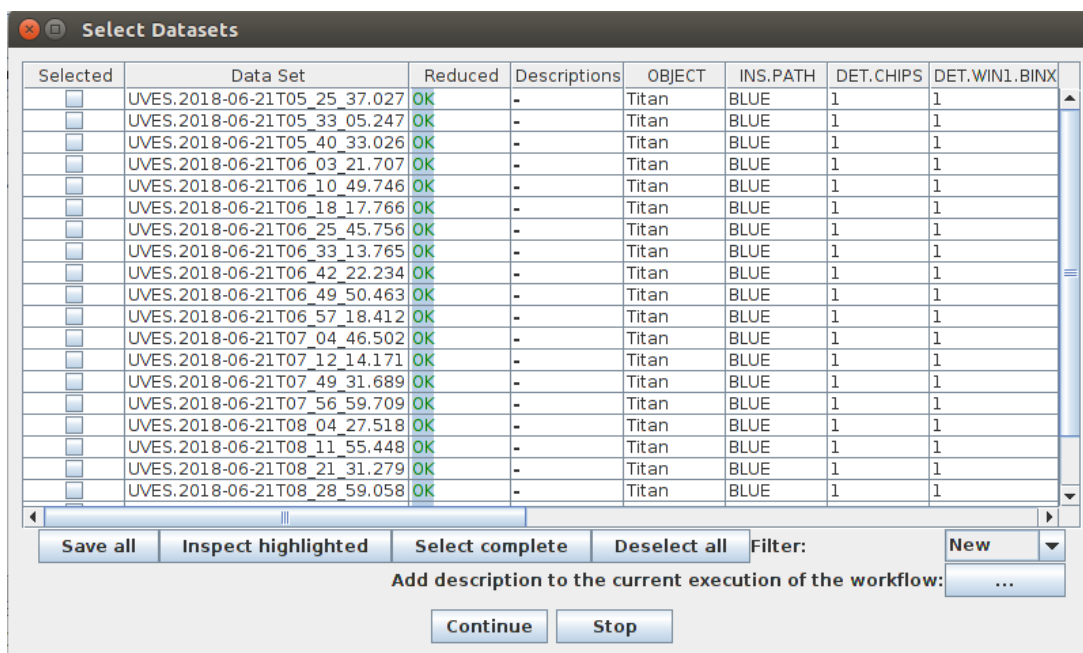 Select Datasets
Selected Data Set Reduced Descriptions OBJECT INS.PATH DET.CHIPS DET.WIN1.BINX
UVES.2018-06-21T05_25_37.027 OK - Titan BLUE 1 1
UVES.2018-06-21T05_33_05.247 OK - Titan BLUE 1 1
UVES.2018-06-21T05_40_33.026 OK - Titan BLUE 1 1
UVES.2018-06-21T06_03_21.707 OK - Titan BLUE 1 1
UVES.2018-06-21T06_10_49.746 OK - Titan BLUE 1 1
UVES.2018-06-21T06_18_17.766 OK - Titan BLUE 1 1
UVES.2018-06-21T06_25_45.756 OK - Titan BLUE 1 1
UVES.2018-06-21T06_33_13.765 OK - Titan BLUE 1 1
UVES.2018-06-21T06_42_22.234 OK - Titan BLUE 1 1
UVES.2018-06-21T06_49_50.463 OK - Titan BLUE 1 1
UVES.2018-06-21T06_57_18.412 OK - Titan BLUE 1 1
UVES.2018-06-21T07_04_46.502 OK - Titan BLUE 1 1
UVES.2018-06-21T07_12_14.171 OK - Titan BLUE 1 1
UVES.2018-06-21T07_49_31.689 OK - Titan BLUE 1 1
UVES.2018-06-21T07_56_59.709 OK - Titan BLUE 1 1
UVES.2018-06-21T08_04_27.518 OK - Titan BLUE 1 1
UVES.2018-06-21T08_11_55.448 OK - Titan BLUE 1 1
UVES.2018-06-21T08_21_31.279 OK - Titan BLUE 1 1
UVES.2018-06-21T08_28_59.058 OK - Titan BLUE 1 1
Save all Inspect highlighted Select complete Deselect all Filter: New
Add description to the current execution of the workflow: ...
Continue Stop